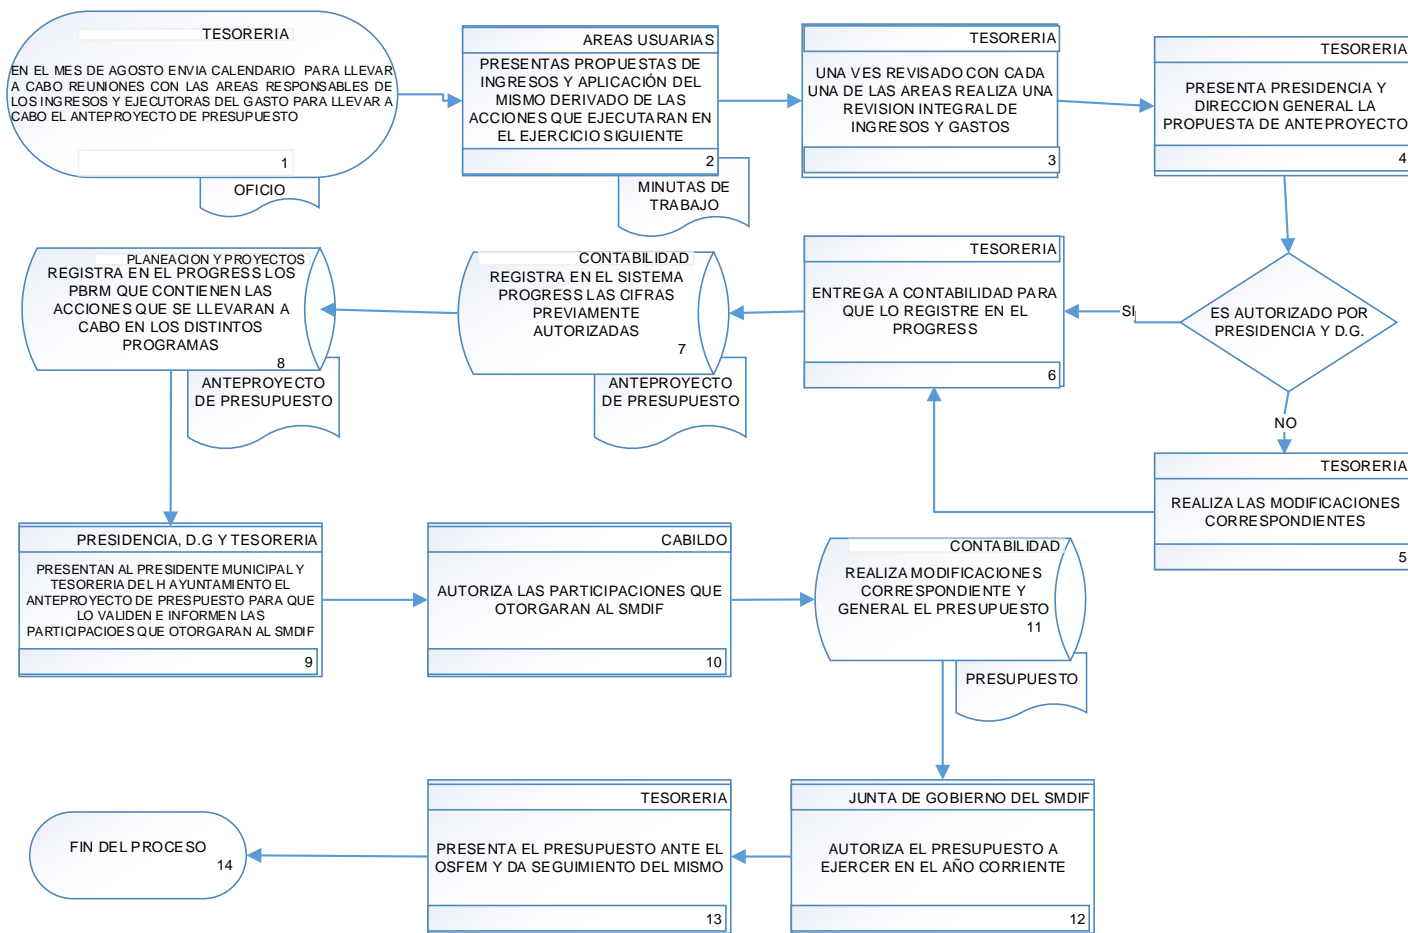 TESORERIA
EN EL MES DE AGOSTO ENVIA CALENDARIO PARA LLEVAR
A CABO REUNIONES CON LAS AREAS RESPONSABLES DE
LOS INGRESOS Y EJECUTORAS DEL GASTO PARA LLEVAR A
CABO EL ANTEPROYECTO DE PRESUPUESTO
1
OFICIO
AREAS USUARIAS
PRESENTAS PROPUESTAS DE
INGRESOS Y APLICACIÓN DEL
MISMO DERIVADO DE LAS
ACCIONES QUE EJECUTARAN EN
EL EJERCICIO SIGUIENTE
2
MINUTAS DE
TRABAJO
TESORERIA
UNA VES REVISADO CON CADA
UNA DE LAS AREAS REALIZA UNA
REVISION INTEGRAL DE
INGRESOS Y GASTOS
3
TESORERIA
PRESENTA PRESIDENCIA Y
DIRECCION GENERAL LA
PROPUESTA DE ANTEPROYECTO
4
ES AUTORIZADO POR
PRESIDENCIA Y D.G.
SI
NO
TESORERIA
REALIZA LAS MODIFICACIONES
CORRESPONDIENTES
5
TESORERIA
ENTREGA A CONTABILIDAD PARA
QUE LO REGISTRE EN EL
PROGRESS
6
CONTABILIDAD
REGISTRA EN EL SISTEMA
PROGRESS LAS CIFRAS
PREVIAMENTE
AUTORIZADAS
7
ANTEPROYECTO
DE PRESUPUESTO
PLANEACION Y PROYECTOS
REGISTRA EN EL PROGRESS LOS
PBRM QUE CONTIENEN LAS
ACCIONES QUE SE LLEVARAN A
CABO EN LOS DISTINTOS
PROGRAMAS
8
ANTEPROYECTO
DE PRESUPUESTO
PRESIDENCIA, D.G Y TESORERIA
PRESENTAN AL PRESIDENTE MUNICIPAL Y
TESORERIA DEL H AYUNTAMIENTO EL
ANTEPROYECTO DE PRESPUESTO PARA QUE
LO VALIDEN E INFORMEN LAS
PARTICIPACIOES QUE OTORGARAN AL SMDIF
9
CABILDO
AUTORIZA LAS PARTICIPACIONES QUE
OTORGARAN AL SMDIF
10
CONTABILIDAD
REALIZA MODIFICACIONES
CORRESPONDIENTE Y
GENERAL EL PRESUPUESTO
11
PRESUPUESTO
JUNTA DE GOBIERNO DEL SMDIF
AUTORIZA EL PRESUPUESTO A
EJERCER EN EL AÑO CORRIENTE
12
TESORERIA
PRESENTA EL PRESUPUESTO ANTE EL
OSFEM Y DA SEGUIMIENTO DEL MISMO
13
FIN DEL PROCESO
14